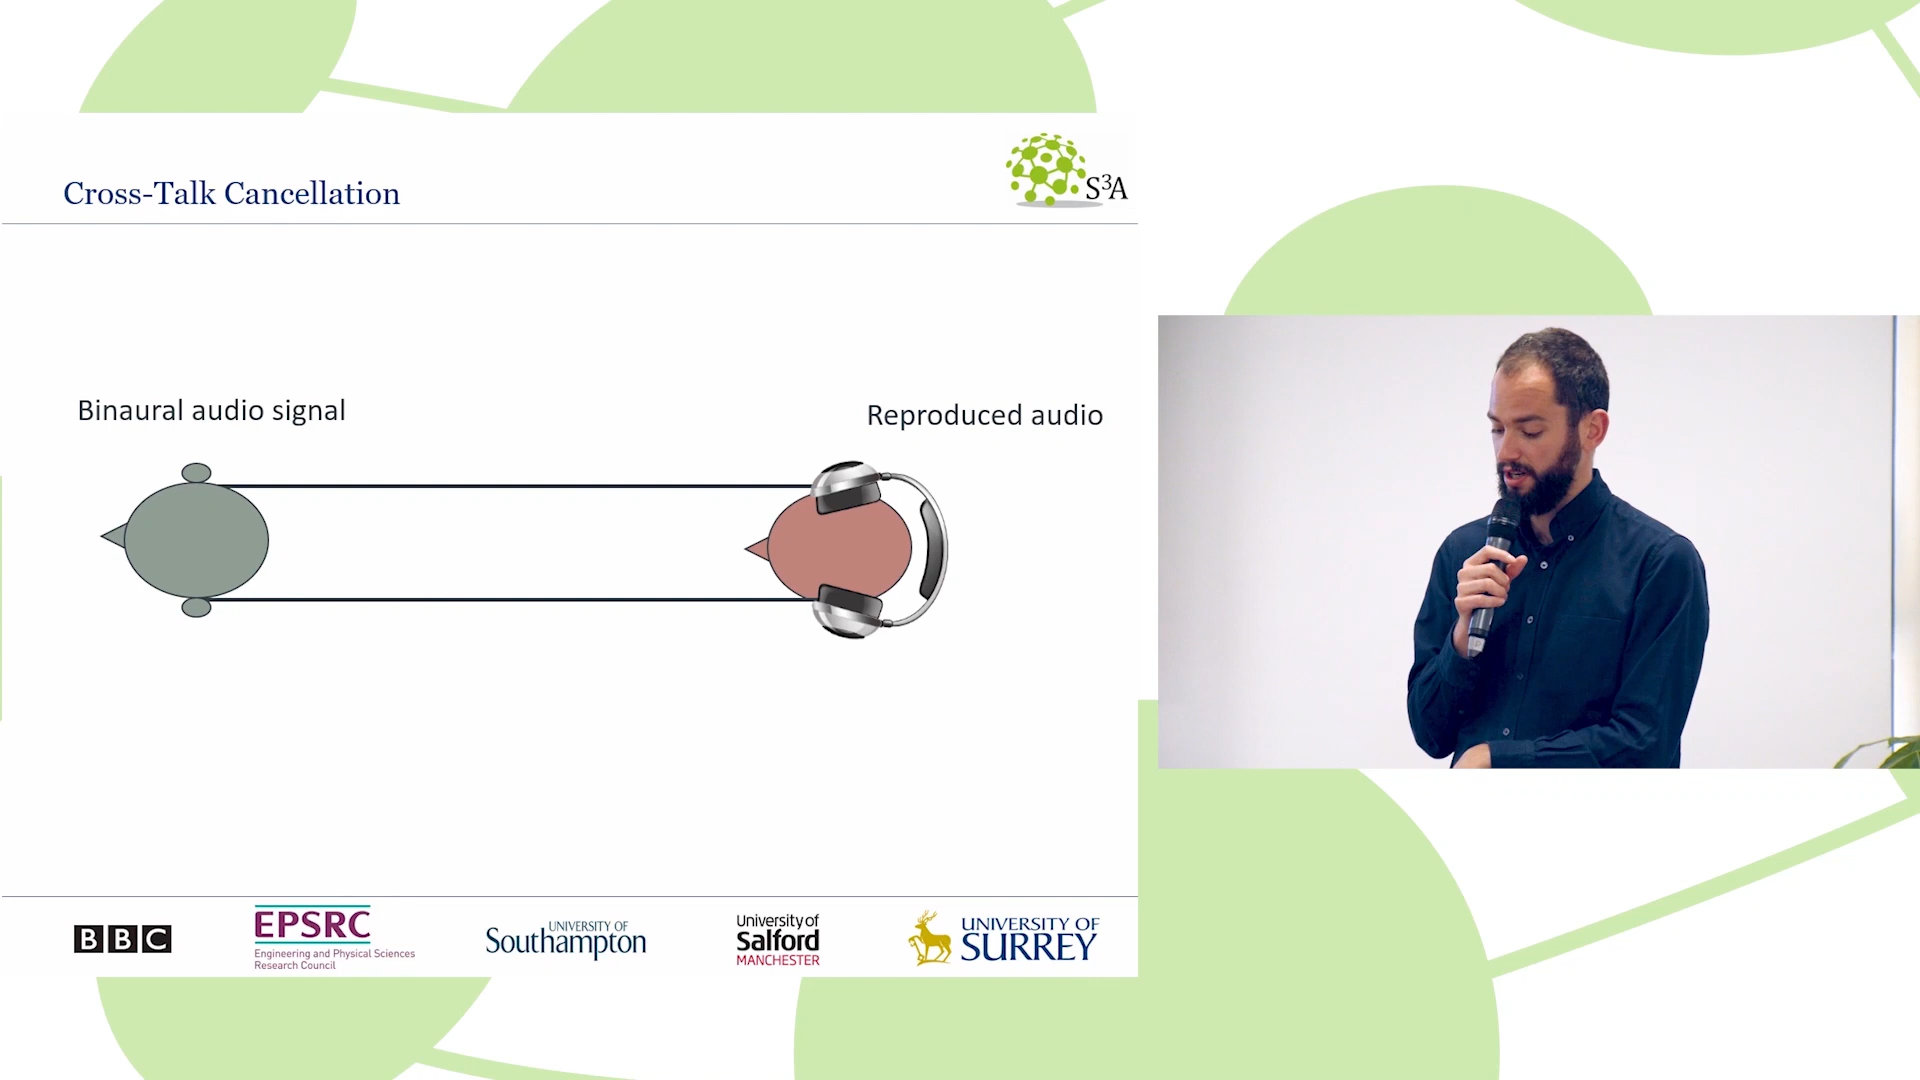 Cross-Talk Cancellation
S³A
Binaural audio signal
Reproduced audio
BBC
EPSRC
Engineering and Physical Sciences
Research Council
UNIVERSITY OF
Southampton
University of
Salford
MANCHESTER
UNIVERSITY OF
SURREY